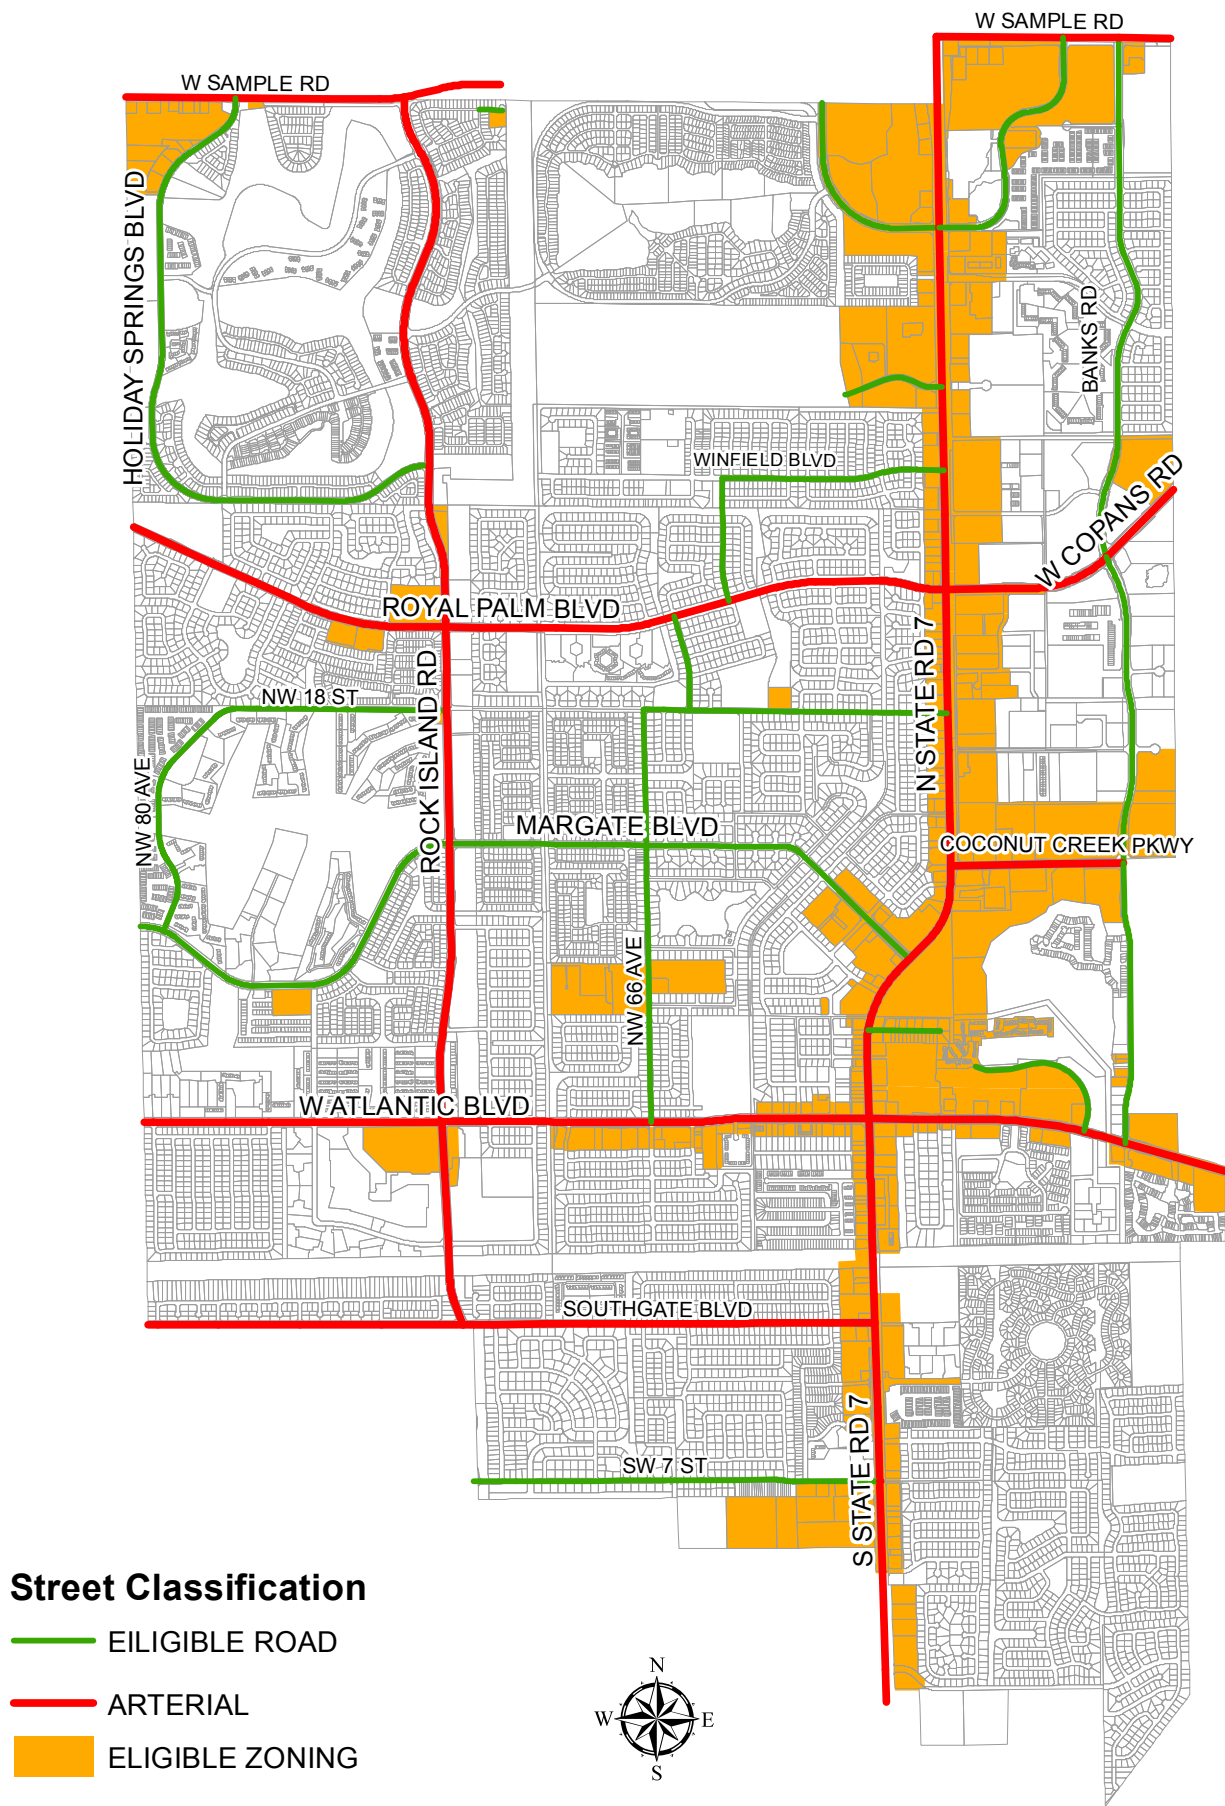 W SAMPLE RD
W SAMPLE RD
HOLIDAY SPRINGS BLVD
BANKS RD
WINFIELD BLVD
W COPANS RD
ROYAL PALM BLVD
N STATE RD 7
ROCK ISLAND RD
NW 18 ST
NW 80 AVE
MARGATE BLVD
COCONUT CREEK PKWY
NW 66 AVE
W ATLANTIC BLVD
SOUTHGATE BLVD
S STATE RD 7
SW 7 ST
Street Classification
EILIGIBLE ROAD
ARTERIAL
ELIGIBLE ZONING
N
W
E
S